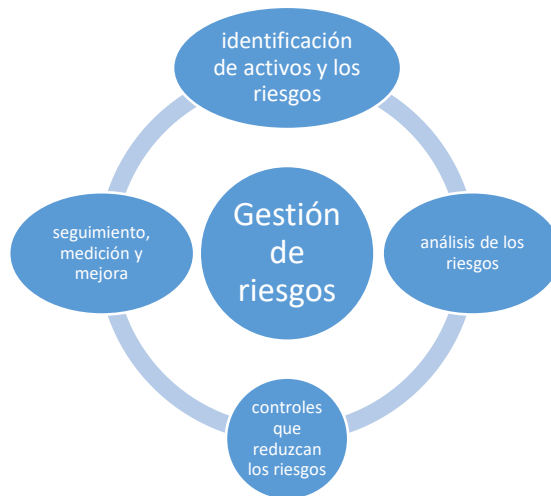 identificación
de activos y los
riesgos
Gestión
de
riesgos
seguimiento,
medición y
mejora
análisis de los
riesgos
controles
que
reduzcan
los riesgos